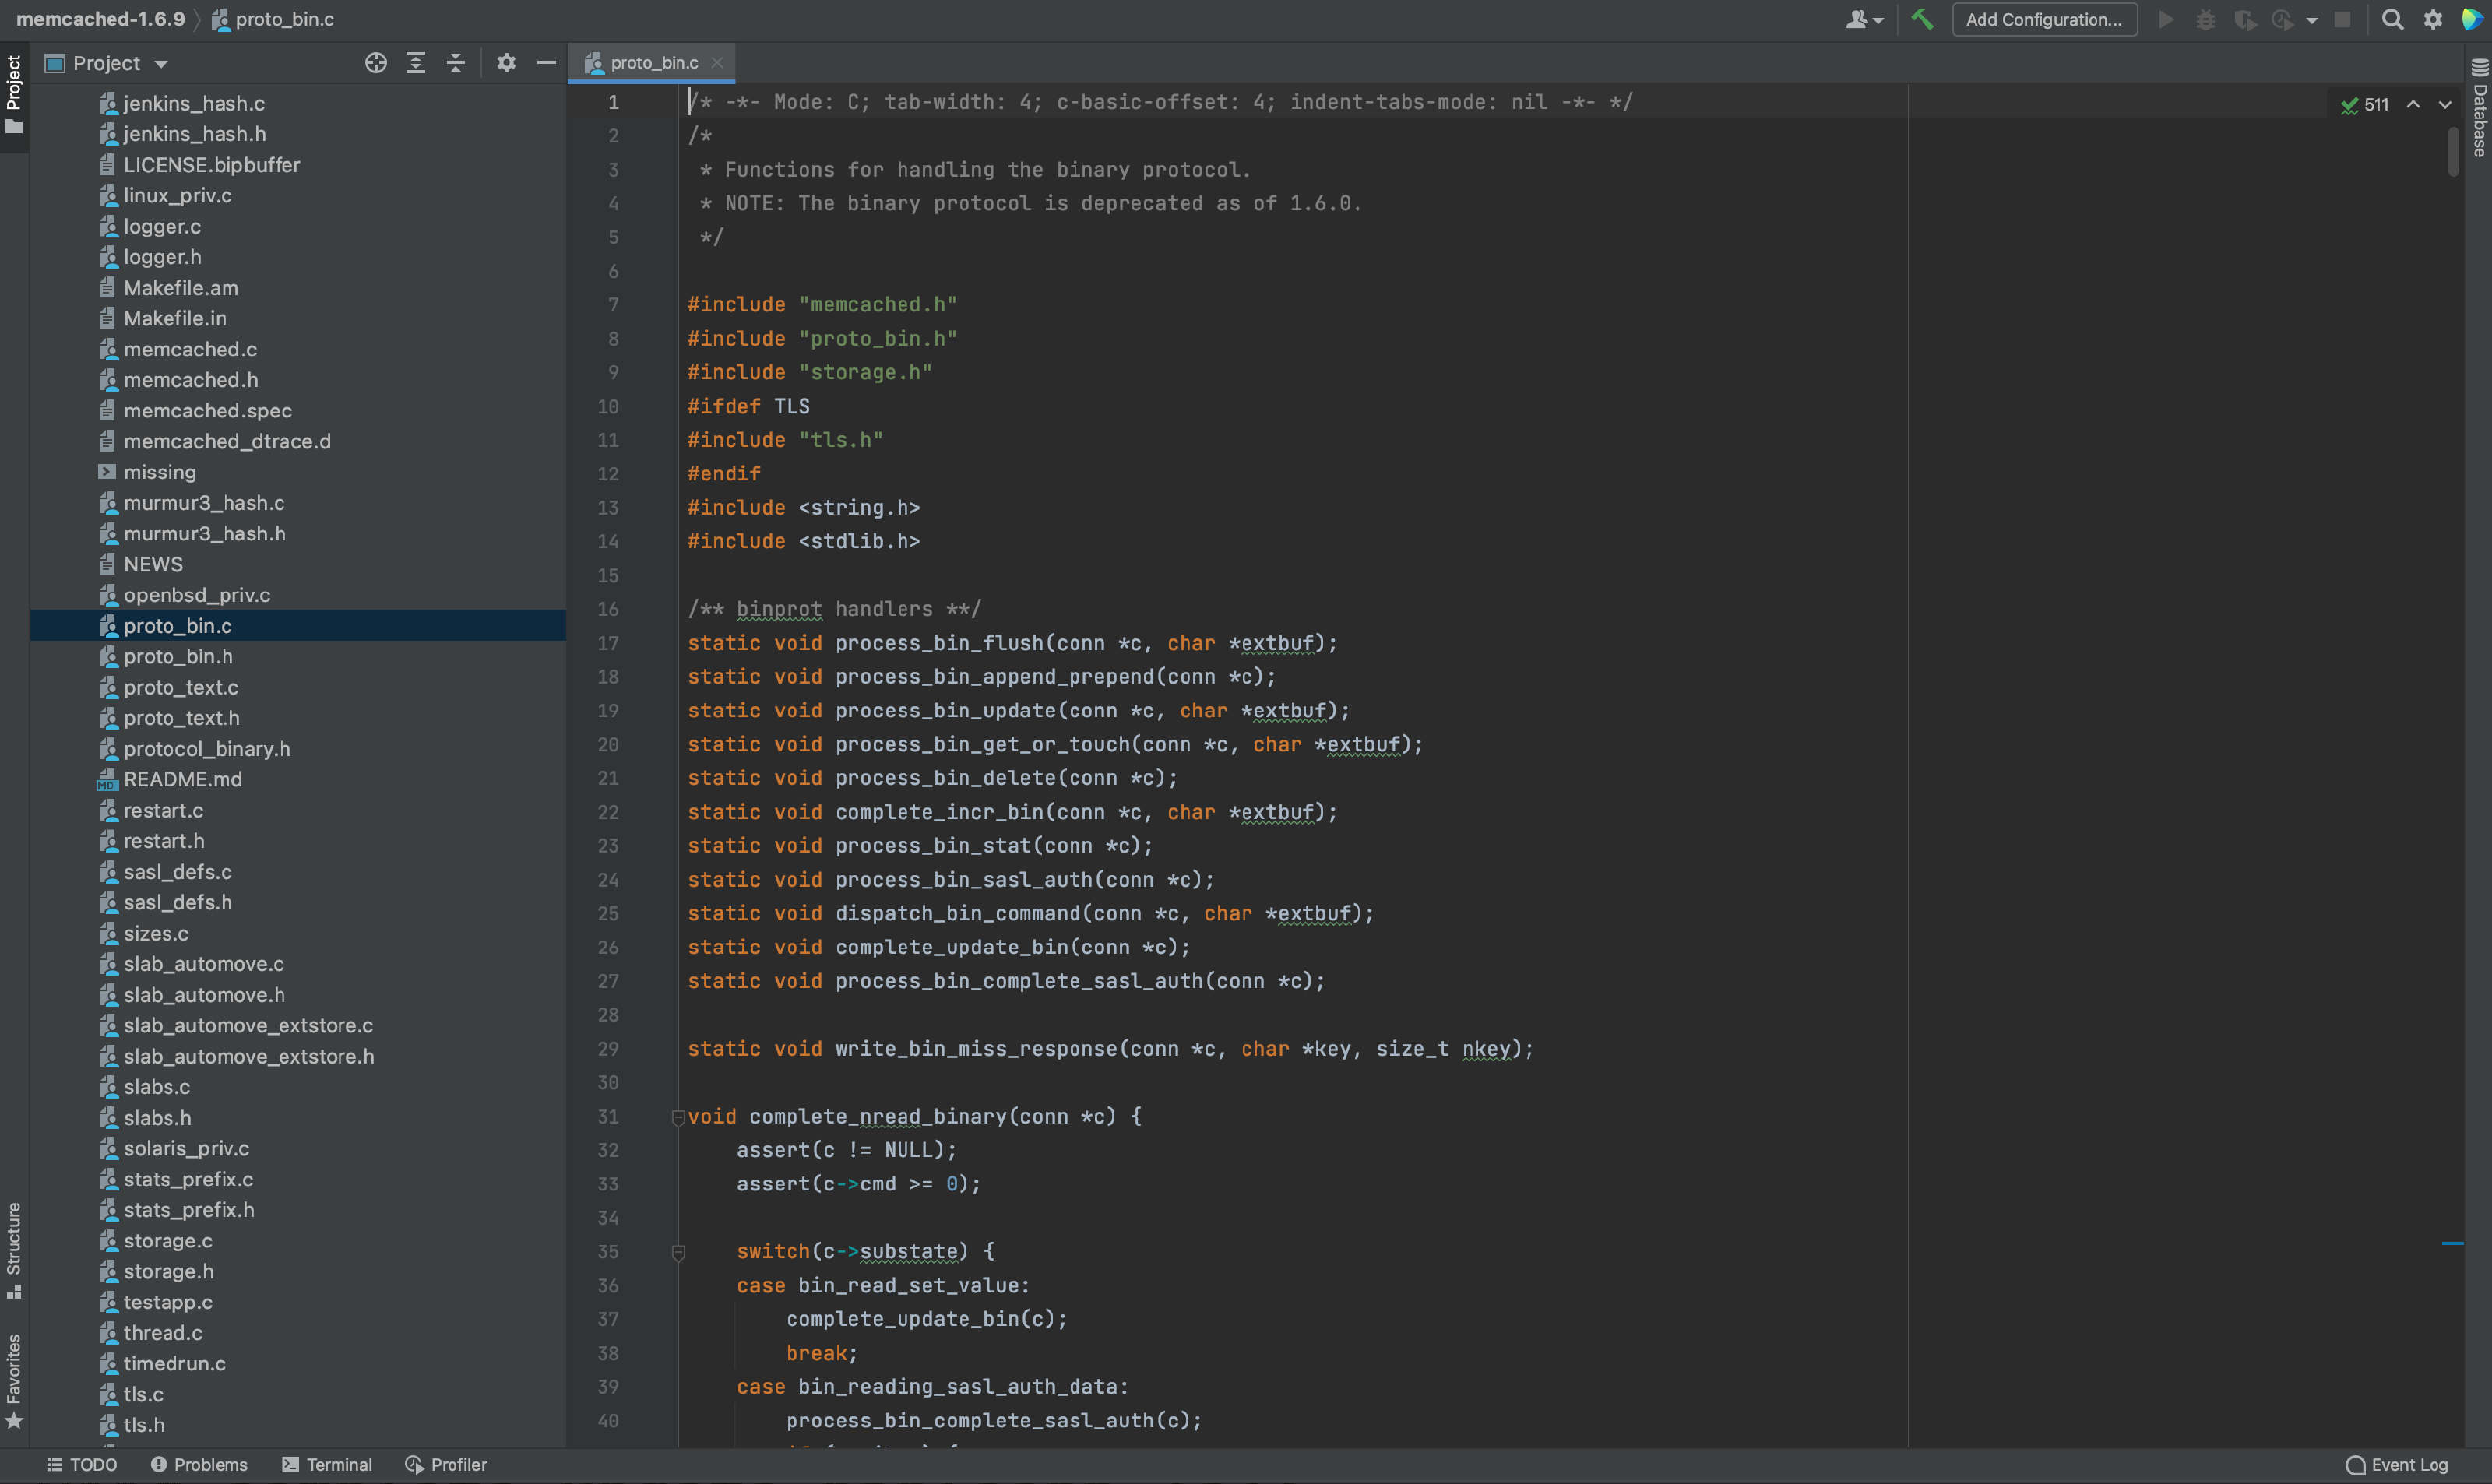 memcached-1.6.9 proto_bin.c
Add Configuration...
Project
Project
jenkins_hash.c
jenkins_hash.h
LICENSE.bipbuffer
linux_priv.c
logger.c
logger.h
Makefile.am
Makefile.in
memcached.c
memcached.h
memcached.spec
memcached_dtrace.d
missing
murmur3_hash.c
murmur3_hash.h
NEWS
openbsd_priv.c
proto_bin.c
proto_bin.h
proto_text.c
proto_text.h
protocol_binary.h
README.md
restart.c
restart.h
sasl_defs.c
sasl_defs.h
sizes.c
slab_automove.c
slab_automove.h
slab_automove_extstore.c
slab_automove_extstore.h
slabs.c
slabs.h
solaris_priv.c
stats_prefix.c
stats_prefix.h
storage.c
storage.h
testapp.c
thread.c
timedrun.c
tls.c
tls.h
Structure
Favorites
proto_bin.c
511
Database
1 /* -*- Mode: C; tab-width: 4; c-basic-offset: 4; indent-tabs-mode: nil -*- */
2 /*
3  * Functions for handling the binary protocol.
4  * NOTE: The binary protocol is deprecated as of 1.6.0.
5  */
6
7 #include "memcached.h"
8 #include "proto_bin.h"
9 #include "storage.h"
10 #ifdef TLS
11 #include "tls.h"
12 #endif
13 #include <string.h>
14 #include <stdlib.h>
15
16 /** binprot handlers **/
17 static void process_bin_flush(conn *c, char *extbuf);
18 static void process_bin_append_prepend(conn *c);
19 static void process_bin_update(conn *c, char *extbuf);
20 static void process_bin_get_or_touch(conn *c, char *extbuf);
21 static void process_bin_delete(conn *c);
22 static void complete_incr_bin(conn *c, char *extbuf);
23 static void process_bin_stat(conn *c);
24 static void process_bin_sasl_auth(conn *c);
25 static void dispatch_bin_command(conn *c, char *extbuf);
26 static void complete_update_bin(conn *c);
27 static void process_bin_complete_sasl_auth(conn *c);
28
29 static void write_bin_miss_response(conn *c, char *key, size_t nkey);
30
31 void complete_nread_binary(conn *c) {
32     assert(c != NULL);
33     assert(c->cmd >= 0);
34
35     switch(c->substate) {
36     case bin_read_set_value:
37         complete_update_bin(c);
38         break;
39     case bin_reading_sasl_auth_data:
40         process_bin_complete_sasl_auth(c);
TODO Problems Terminal Profiler Event Log